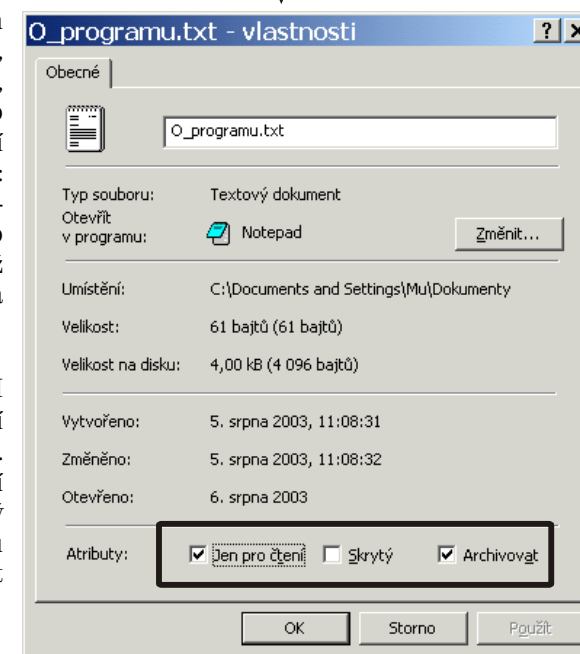 O_programu.txt - vlastnosti
Obecné
O_programu.txt
Typ souboru: Textový dokument
Otevřít
v programu: Notepad Změnit...
Umístění: C:\Documents and Settings\Mu\Dokumenty
Velikost: 61 bajtů (61 bajtů)
Velikost na disku: 4,00 kB (4 096 bajtů)
Vytvořeno: 5. srpna 2003, 11:08:31
Změněno: 5. srpna 2003, 11:08:32
Otevřeno: 6. srpna 2003
Atributy: Jen pro čtení Skrytý Archivovat
OK Storno Použít